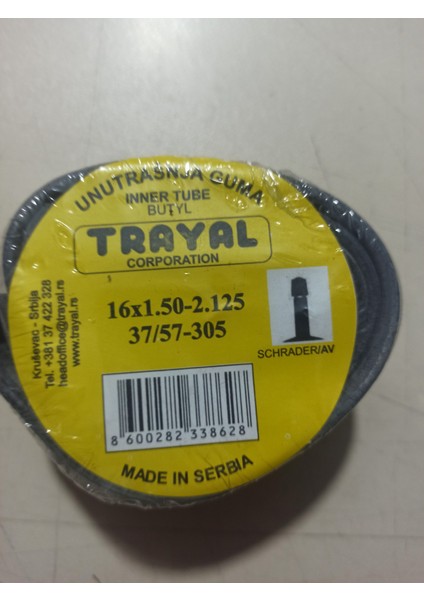 UNUTRAŠNJA GUMA
INNER TUBE
BUTYL
TRAYAL
CORPORATION
16x1.50-2.125
37/57-305
SCHRADER/AV
Kruševac - Srbija
Tel. +381 37 422 328
headoffice@trayal.rs
www.trayal.rs
8 600282 338628
MADE IN SERBIA